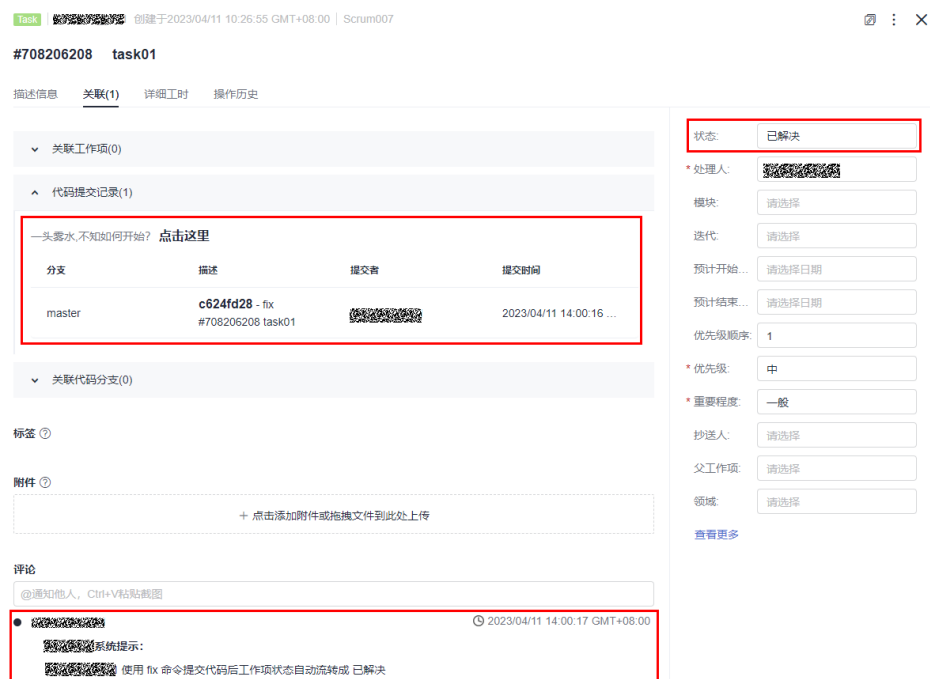 Task 创建于2023/04/11 10:26:55 GMT+08:00 Scrum007
#708206208 task01
描述信息 关联(1) 详细工时 操作历史
关联工作项(0)
代码提交记录(1)
一头雾水,不知如何开始? 点击这里
分支 描述 提交者 提交时间
master c624fd28 - fix 2023/04/11 14:00:16 ...
#708206208 task01
关联代码分支(0)
标签
附件
+ 点击添加附件或拖拽文件到此处上传
评论
@通知他人，Ctrl+V粘贴截图
2023/04/11 14:00:17 GMT+08:00
系统提示：
使用 fix 命令提交代码后工作项状态自动流转成 已解决
状态: 已解决
* 处理人:
模块: 请选择
迭代: 请选择
预计开始... 请选择日期
预计结束... 请选择日期
优先级顺序: 1
* 优先级: 中
* 重要程度: 一般
抄送人: 请选择
父工作项: 请选择
领域: 请选择
查看更多